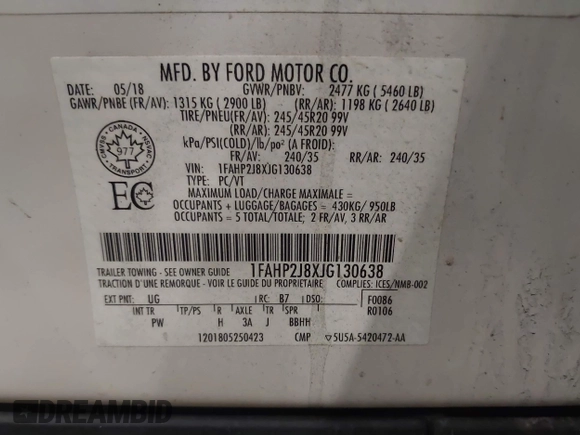 MFD. BY FORD MOTOR CO.
DATE: 05/18 GVWR/PNBV: 2477 KG ( 5460 LB)
GAWR/PNBE (FR/AV): 1315 KG ( 2900 LB) (RR/AR): 1198 KG ( 2640 LB)
TIRE/PNEU(FR/AV): 245/45R20 99V
(RR/AR): 245/45R20 99V
kPa/PSI(COLD)/lb/po² (A FROID):
FR/AV: 240/35 RR/AR: 240/35
VIN: 1FAHP2J8XJG130638
TYPE: PC/VT
CANADA
CMVSS NSVAC
977
EC
MAXIMUM LOAD/CHARGE MAXIMALE =
OCCUPANTS + LUGGAGE/BAGAGES = 430KG/ 950LB
OCCUPANTS = 5 TOTAL/TOTALE; 2 FR/AV, 3 RR/AR
TRAILER TOWING - SEE OWNER GUIDE 1FAHP2J8XJG130638
TRACTION D'UNE REMORQUE - VOIR LE GUIDE DU PROPRIETAIRE COMPLIES: ICES/NMB-002
EXT PNT: UG RC: B7 DSO: F0086
INT TR TP/PS R AXLE TR SPR R0106
PW H 3A J BBHH
1201805250423 CMP ▽5U5A-5420472-AA
DREAMBID